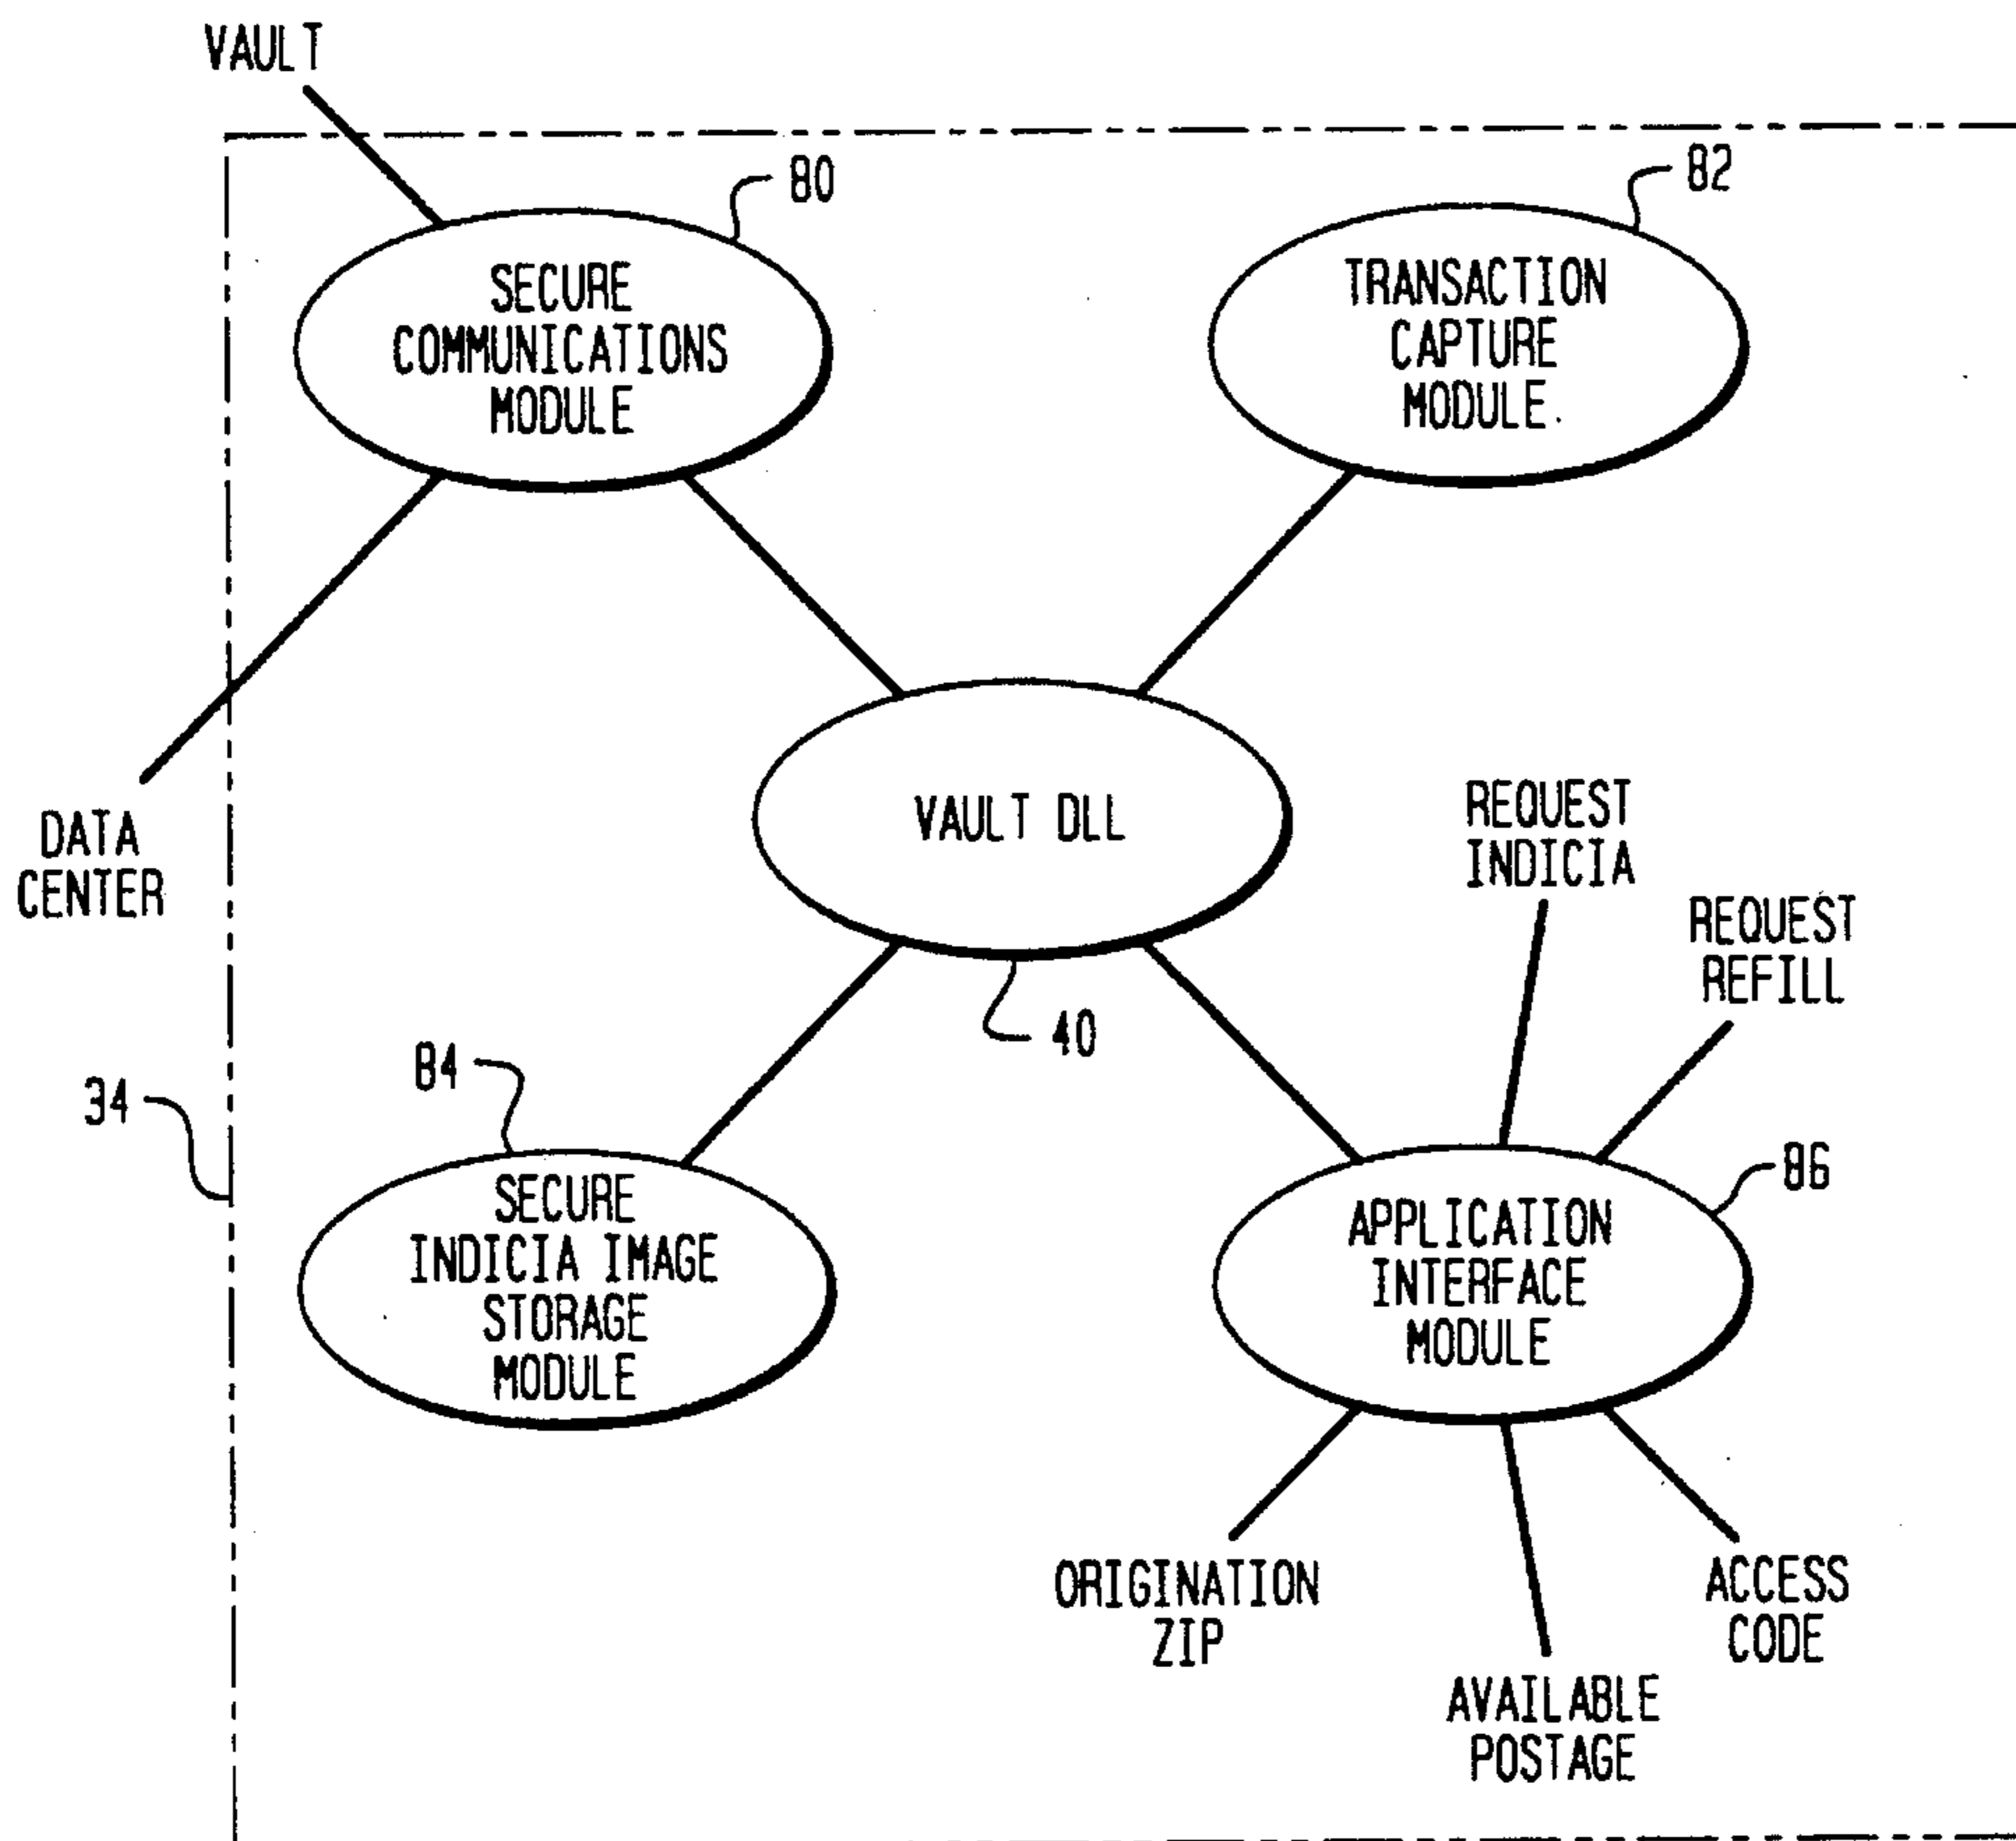 VAULT
80
82
SECURE
COMMUNICATIONS
MODULE
TRANSACTION
CAPTURE
MODULE
DATA
CENTER
VAULT DLL
REQUEST
INDICIA
REQUEST
REFILL
40
84
34
SECURE
INDICIA IMAGE
STORAGE
MODULE
86
APPLICATION
INTERFACE
MODULE
ORIGINATION
ZIP
ACCESS
CODE
AVAILABLE
POSTAGE